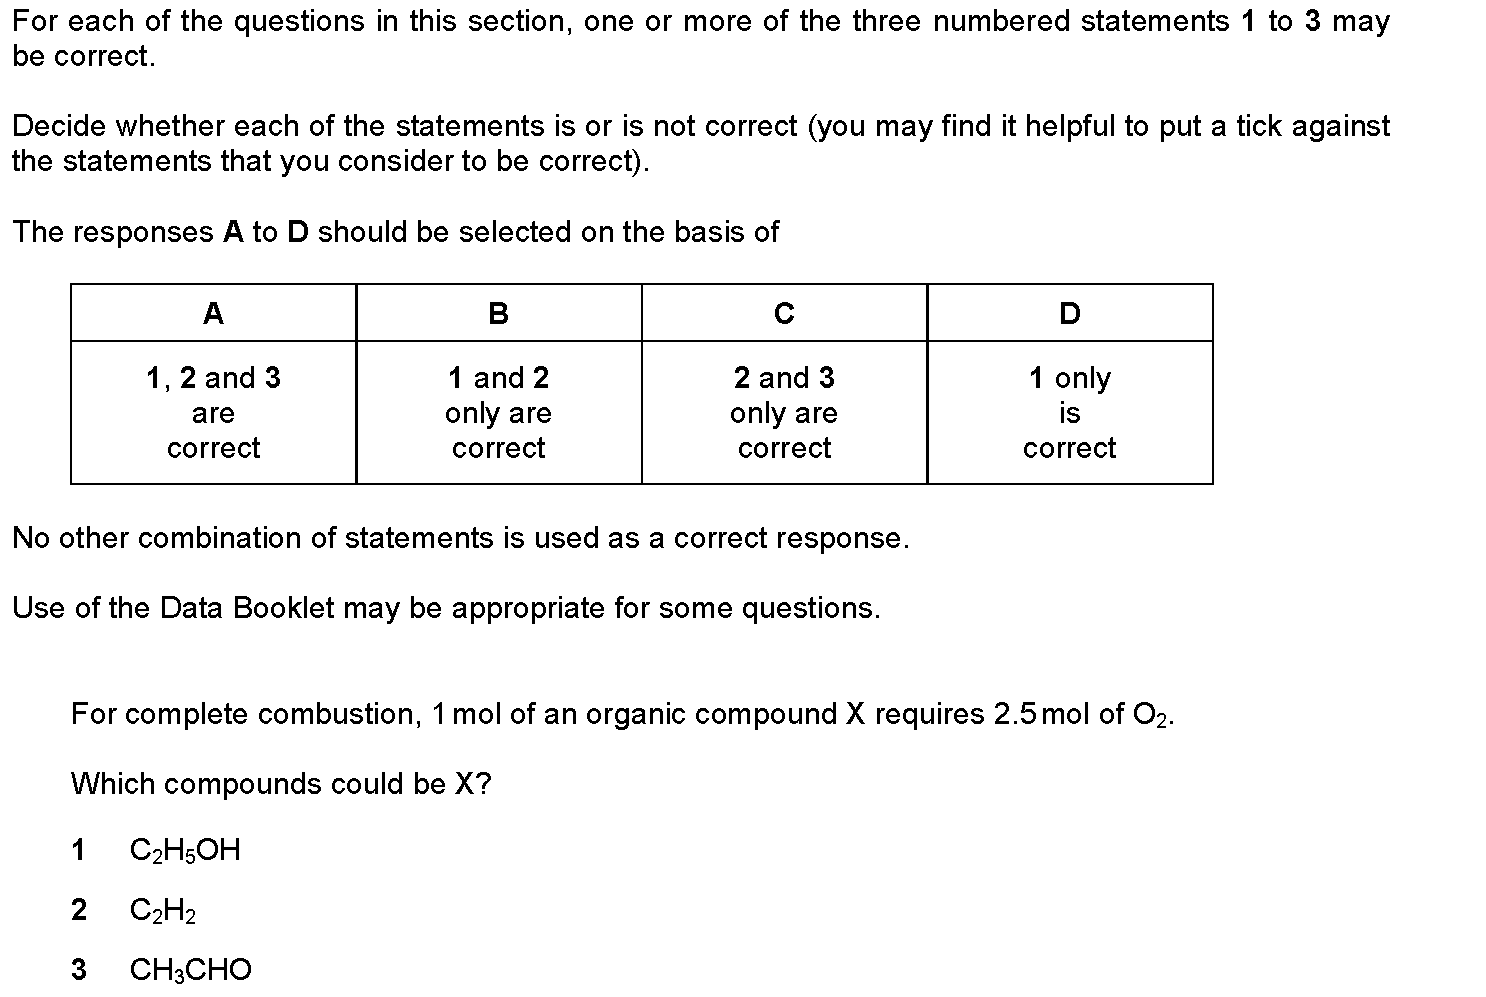 For each of the questions in this section, one or more of the three numbered statements 1 to 3 may
be correct.
Decide whether each of the statements is or is not correct (you may find it helpful to put a tick against
the statements that you consider to be correct).
The responses A to D should be selected on the basis of
A B C D
1, 2 and 3 1 and 2 2 and 3 1 only
are only are only are is
correct correct correct correct
No other combination of statements is used as a correct response.
Use of the Data Booklet may be appropriate for some questions.
For complete combustion, 1 mol of an organic compound X requires 2.5 mol of O₂.
Which compounds could be X?
1 C₂H₅OH
2 C₂H₂
3 CH₃CHO